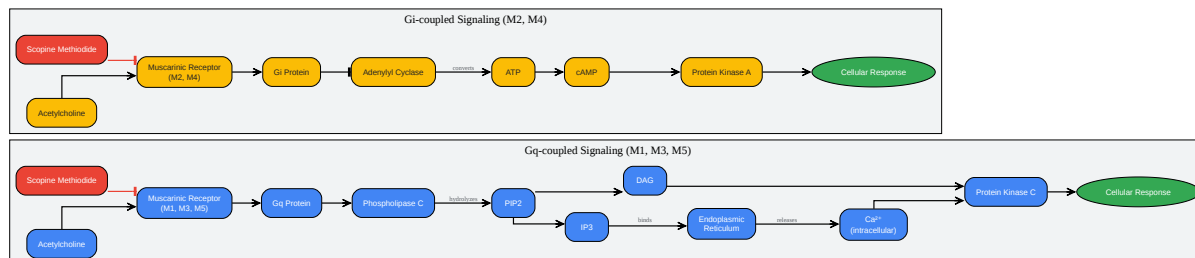 Gi-coupled Signaling (M2, M4)
Scopine Methiodide
Acetylcholine
Muscarinic Receptor
(M2, M4)
Gi Protein
Adenylyl Cyclase
converts
ATP
cAMP
Protein Kinase A
Cellular Response
Gq-coupled Signaling (M1, M3, M5)
Scopine Methiodide
Acetylcholine
Muscarinic Receptor
(M1, M3, M5)
Gq Protein
Phospholipase C
hydrolyzes
PIP2
DAG
IP3
binds
Endoplasmic
Reticulum
releases
Ca²⁺
(intracellular)
Protein Kinase C
Cellular Response